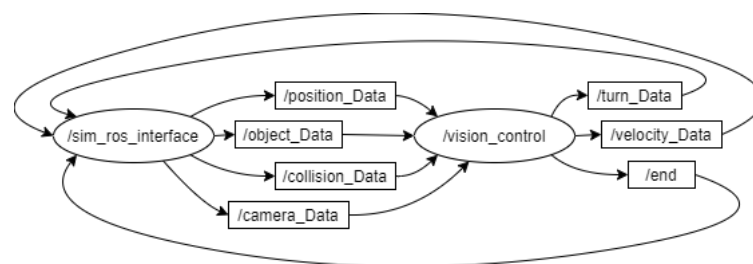 /sim_ros_interface
/position_Data
/object_Data
/collision_Data
/camera_Data
/vision_control
/turn_Data
/velocity_Data
/end